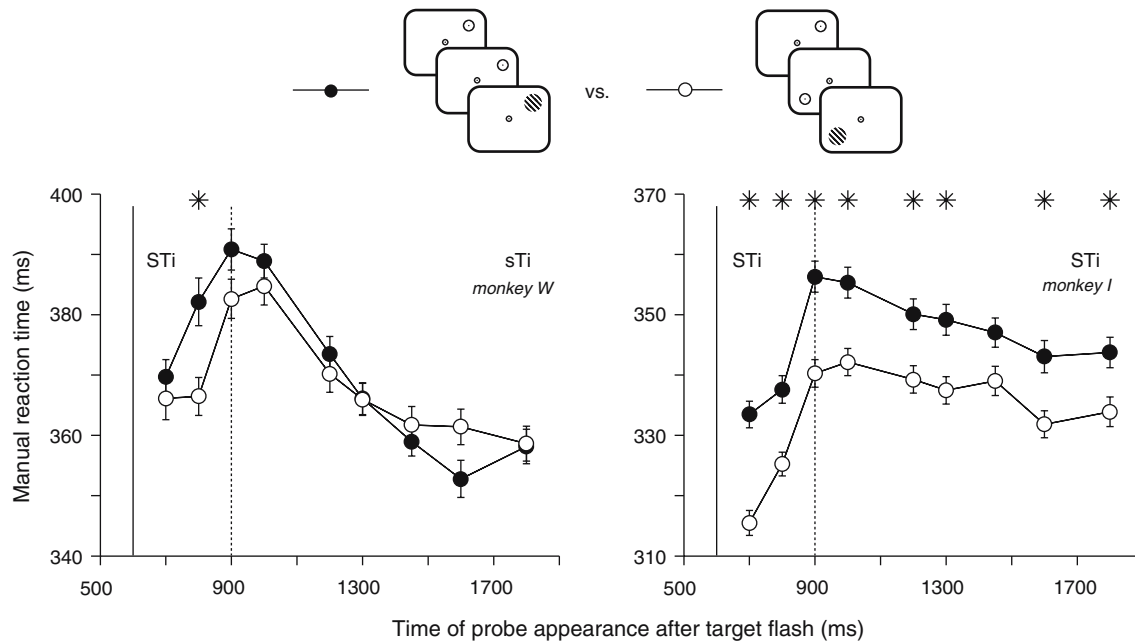 vs.
400
380
360
340
Manual reaction time (ms)
STi
sTi
monkey W
500
900
1300
1700
370
350
330
310
STi
STi
monkey I
500
900
1300
1700
Time of probe appearance after target flash (ms)